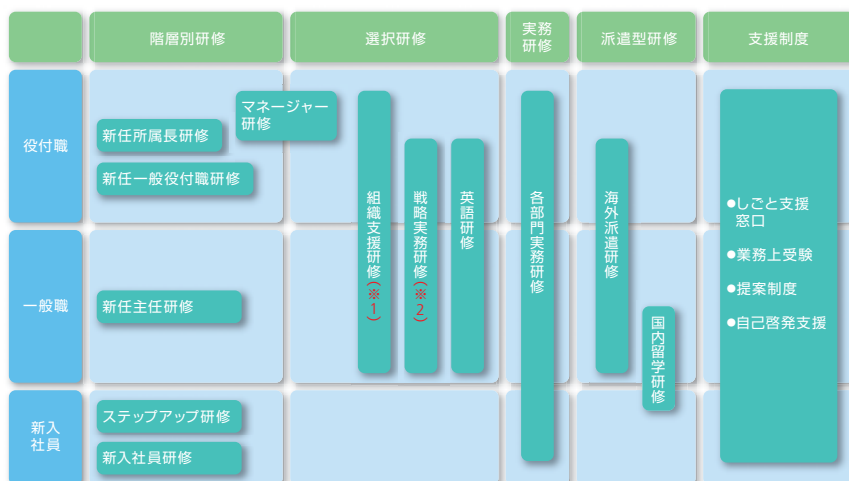 階層別研修
選択研修
実務
研修
派遣型研修
支援制度
役付職
新任所属長研修
マネージャー
研修
新任一般役付職研修
組織支援研修(※1)
戦略実務研修(※2)
英語研修
各部門実務研修
海外派遣研修
国内留学研修
●しごと支援
窓口
●業務上受験
●提案制度
●自己啓発支援
一般職
新任主任研修
新入
社員
ステップアップ研修
新入社員研修